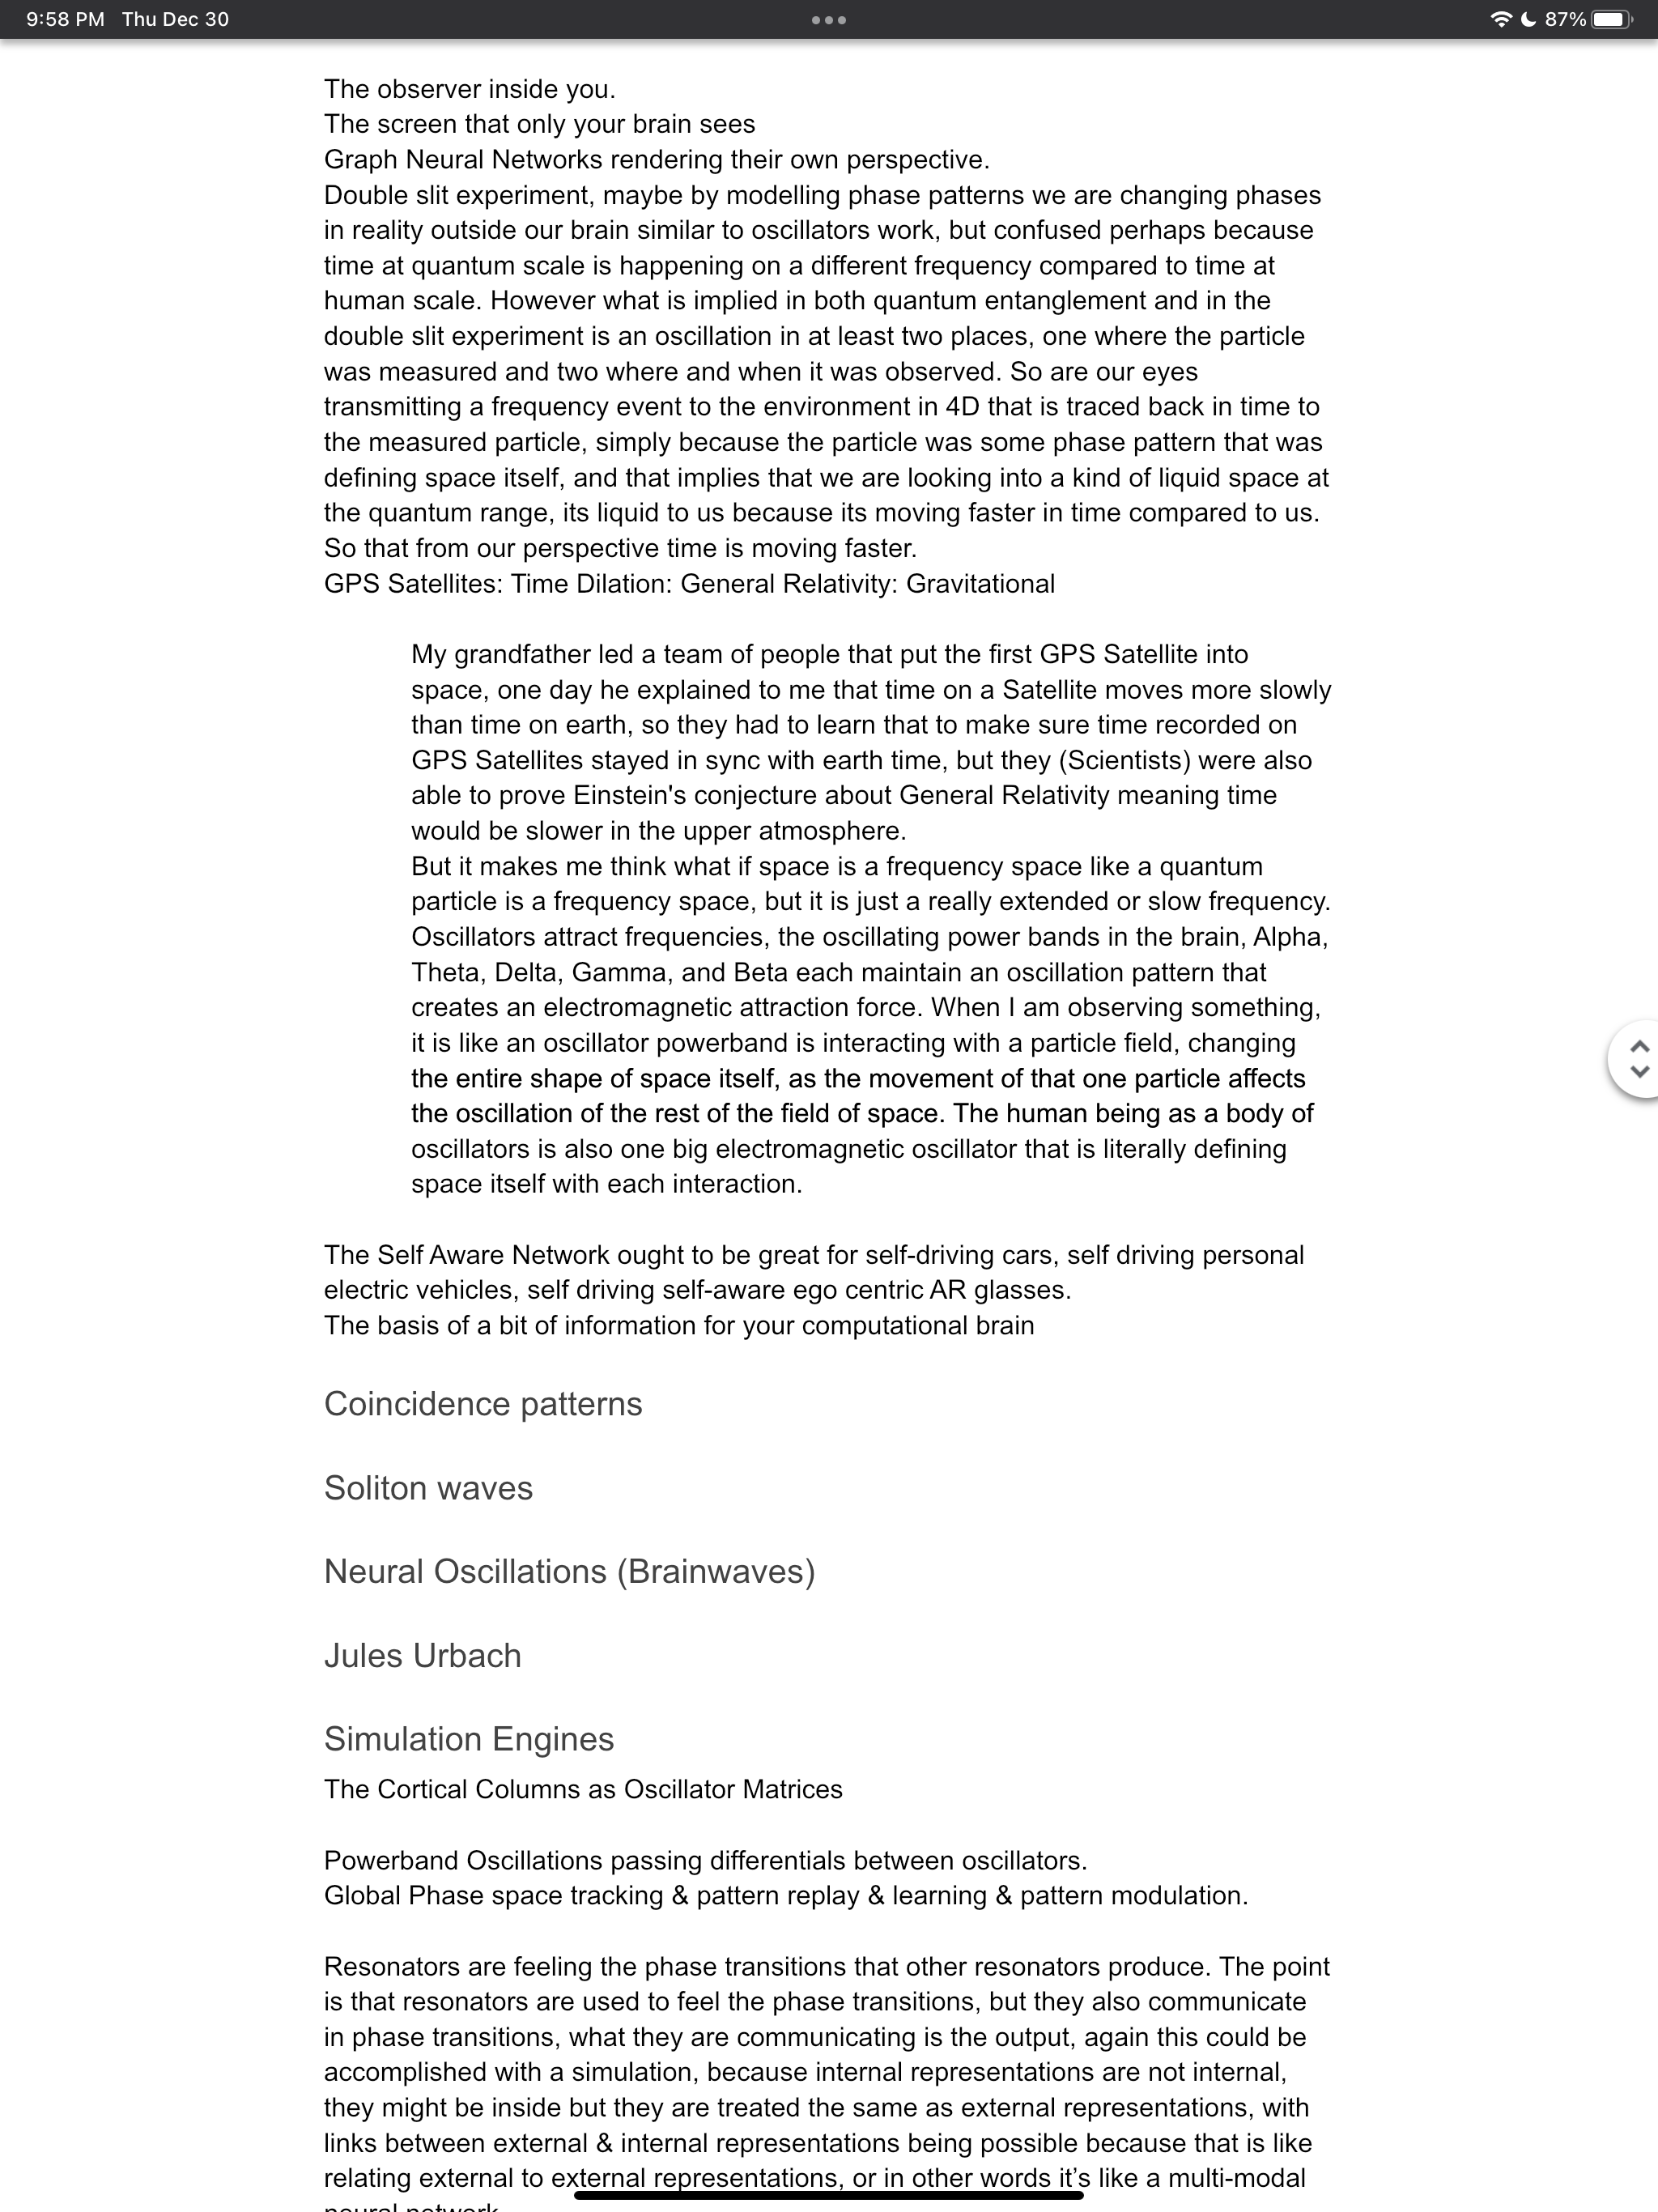 9:58 PM Thu Dec 30
87%
The observer inside you.
The screen that only your brain sees
Graph Neural Networks rendering their own perspective.
Double slit experiment, maybe by modelling phase patterns we are changing phases
in reality outside our brain similar to oscillators work, but confused perhaps because
time at quantum scale is happening on a different frequency compared to time at
human scale. However what is implied in both quantum entanglement and in the
double slit experiment is an oscillation in at least two places, one where the particle
was measured and two where and when it was observed. So are our eyes
transmitting a frequency event to the environment in 4D that is traced back in time to
the measured particle, simply because the particle was some phase pattern that was
defining space itself, and that implies that we are looking into a kind of liquid space at
the quantum range, its liquid to us because its moving faster in time compared to us.
So that from our perspective time is moving faster.
GPS Satellites: Time Dilation: General Relativity: Gravitational
My grandfather led a team of people that put the first GPS Satellite into
space, one day he explained to me that time on a Satellite moves more slowly
than time on earth, so they had to learn that to make sure time recorded on
GPS Satellites stayed in sync with earth time, but they (Scientists) were also
able to prove Einstein's conjecture about General Relativity meaning time
would be slower in the upper atmosphere.
But it makes me think what if space is a frequency space like a quantum
particle is a frequency space, but it is just a really extended or slow frequency.
Oscillators attract frequencies, the oscillating power bands in the brain, Alpha,
Theta, Delta, Gamma, and Beta each maintain an oscillation pattern that
creates an electromagnetic attraction force. When I am observing something,
it is like an oscillator powerband is interacting with a particle field, changing
the entire shape of space itself, as the movement of that one particle affects
the oscillation of the rest of the field of space. The human being as a body of
oscillators is also one big electromagnetic oscillator that is literally defining
space itself with each interaction.
The Self Aware Network ought to be great for self-driving cars, self driving personal
electric vehicles, self driving self-aware ego centric AR glasses.
The basis of a bit of information for your computational brain
Coincidence patterns
Soliton waves
Neural Oscillations (Brainwaves)
Jules Urbach
Simulation Engines
The Cortical Columns as Oscillator Matrices
Powerband Oscillations passing differentials between oscillators.
Global Phase space tracking & pattern replay & learning & pattern modulation.
Resonators are feeling the phase transitions that other resonators produce. The point
is that resonators are used to feel the phase transitions, but they also communicate
in phase transitions, what they are communicating is the output, again this could be
accomplished with a simulation, because internal representations are not internal,
they might be inside but they are treated the same as external representations, with
links between external & internal representations being possible because that is like
relating external to external representations, or in other words it's like a multi-modal
neural network